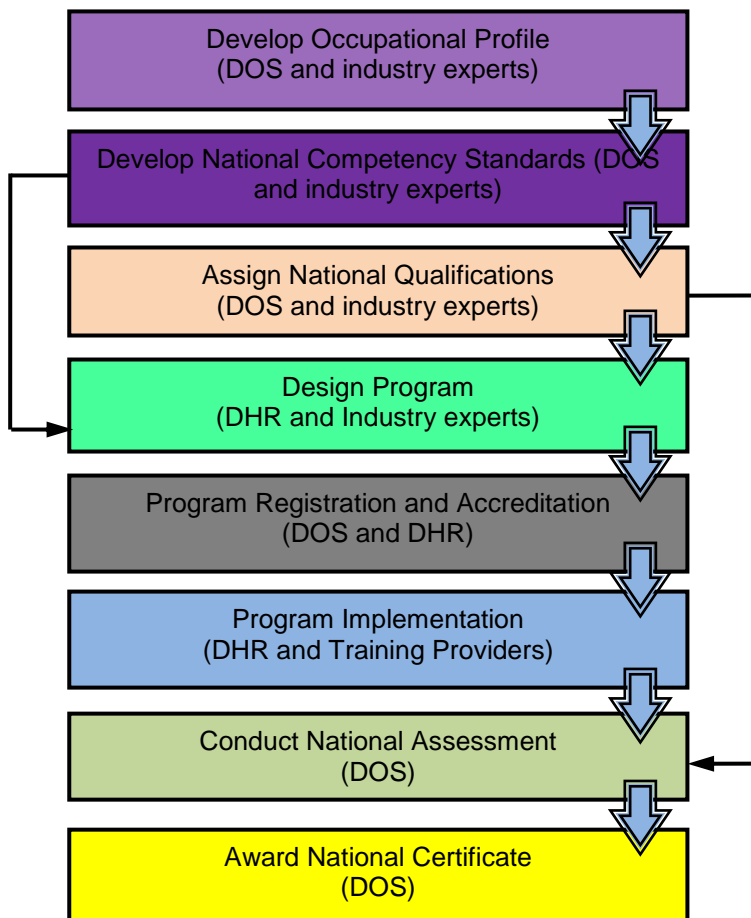 Develop Occupational Profile
(DOS and industry experts)
Develop National Competency Standards (DOS
and industry experts)
Assign National Qualifications
(DOS and industry experts)
Design Program
(DHR and Industry experts)
Program Registration and Accreditation
(DOS and DHR)
Program Implementation
(DHR and Training Providers)
Conduct National Assessment
(DOS)
Award National Certificate
(DOS)